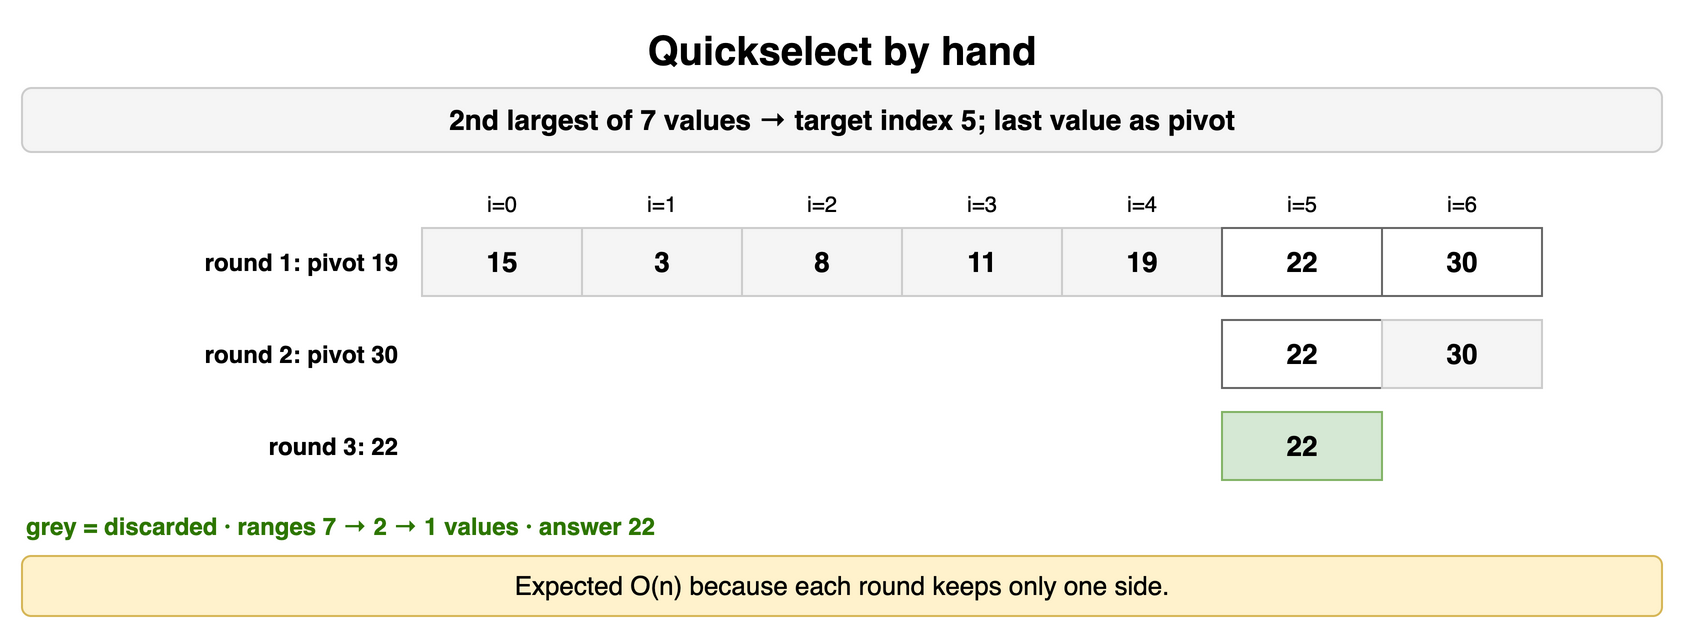 Quickselect by hand
2nd largest of 7 values → target index 5; last value as pivot
i=0 i=1 i=2 i=3 i=4 i=5 i=6
round 1: pivot 19 15 3 8 11 19 22 30
round 2: pivot 30 22 30
round 3: 22 22
grey = discarded · ranges 7 → 2 → 1 values · answer 22
Expected O(n) because each round keeps only one side.